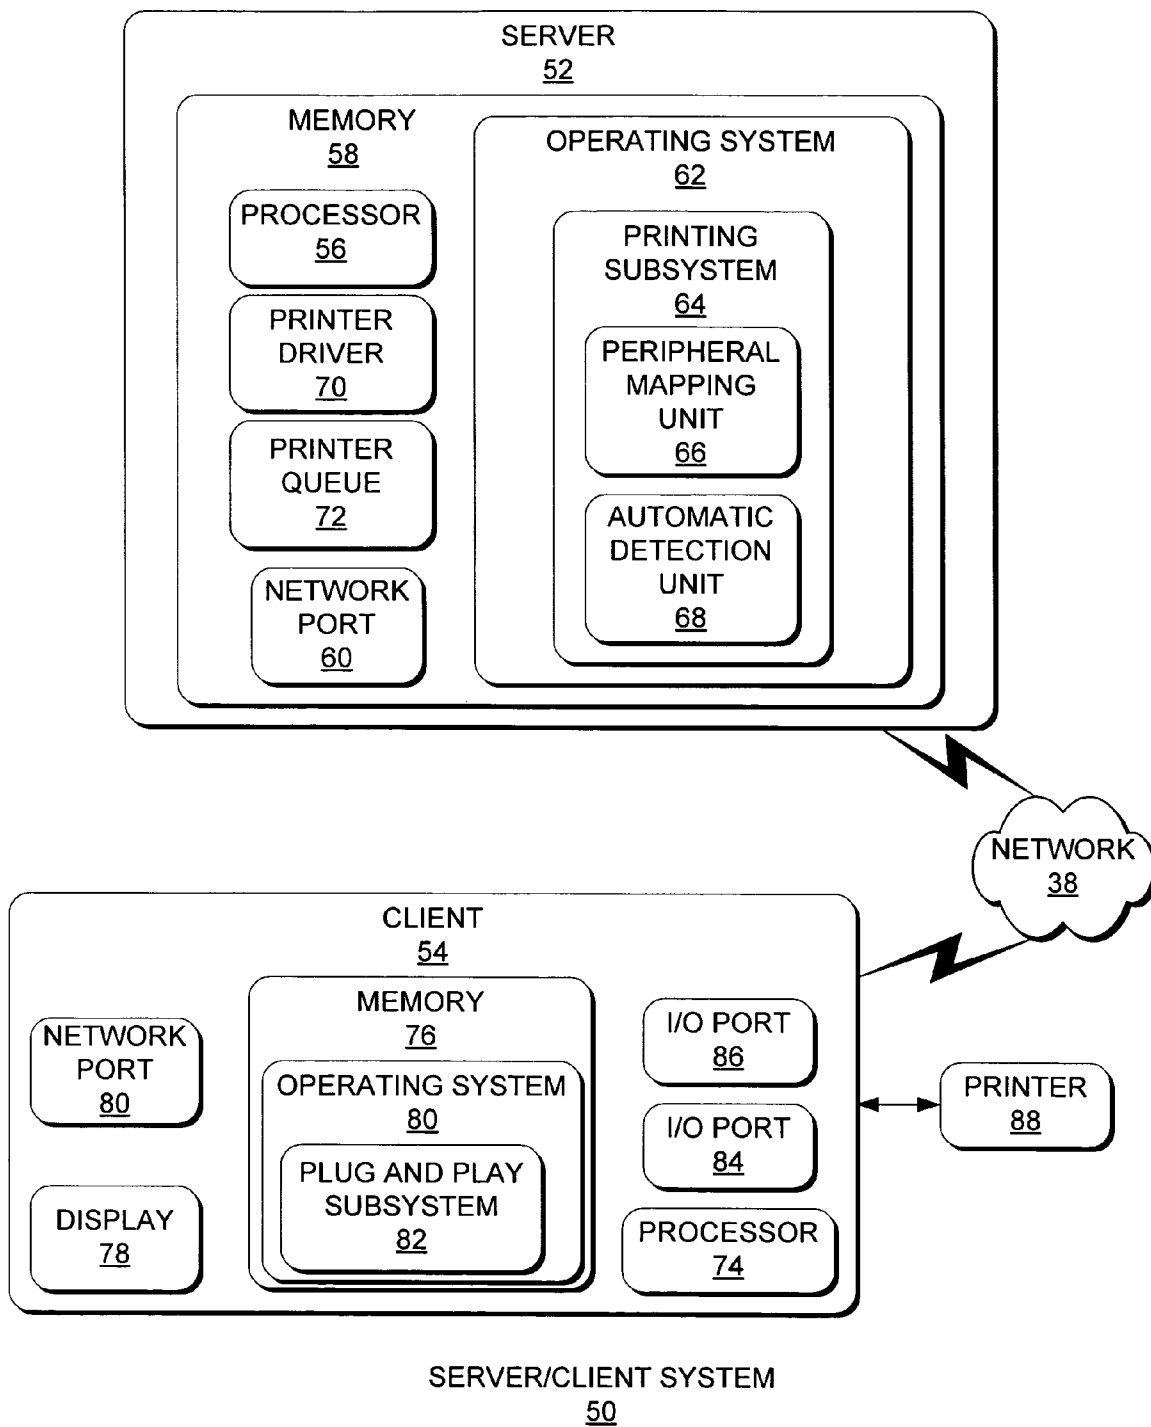 SERVER
52
MEMORY
58
PROCESSOR
56
PRINTER
DRIVER
70
PRINTER
QUEUE
72
NETWORK
PORT
60
OPERATING SYSTEM
62
PRINTING
SUBSYSTEM
64
PERIPHERAL
MAPPING
UNIT
66
AUTOMATIC
DETECTION
UNIT
68
NETWORK
38
CLIENT
54
NETWORK
PORT
80
DISPLAY
78
MEMORY
76
OPERATING SYSTEM
80
PLUG AND PLAY
SUBSYSTEM
82
I/O PORT
86
I/O PORT
84
PROCESSOR
74
PRINTER
88
SERVER/CLIENT SYSTEM
50